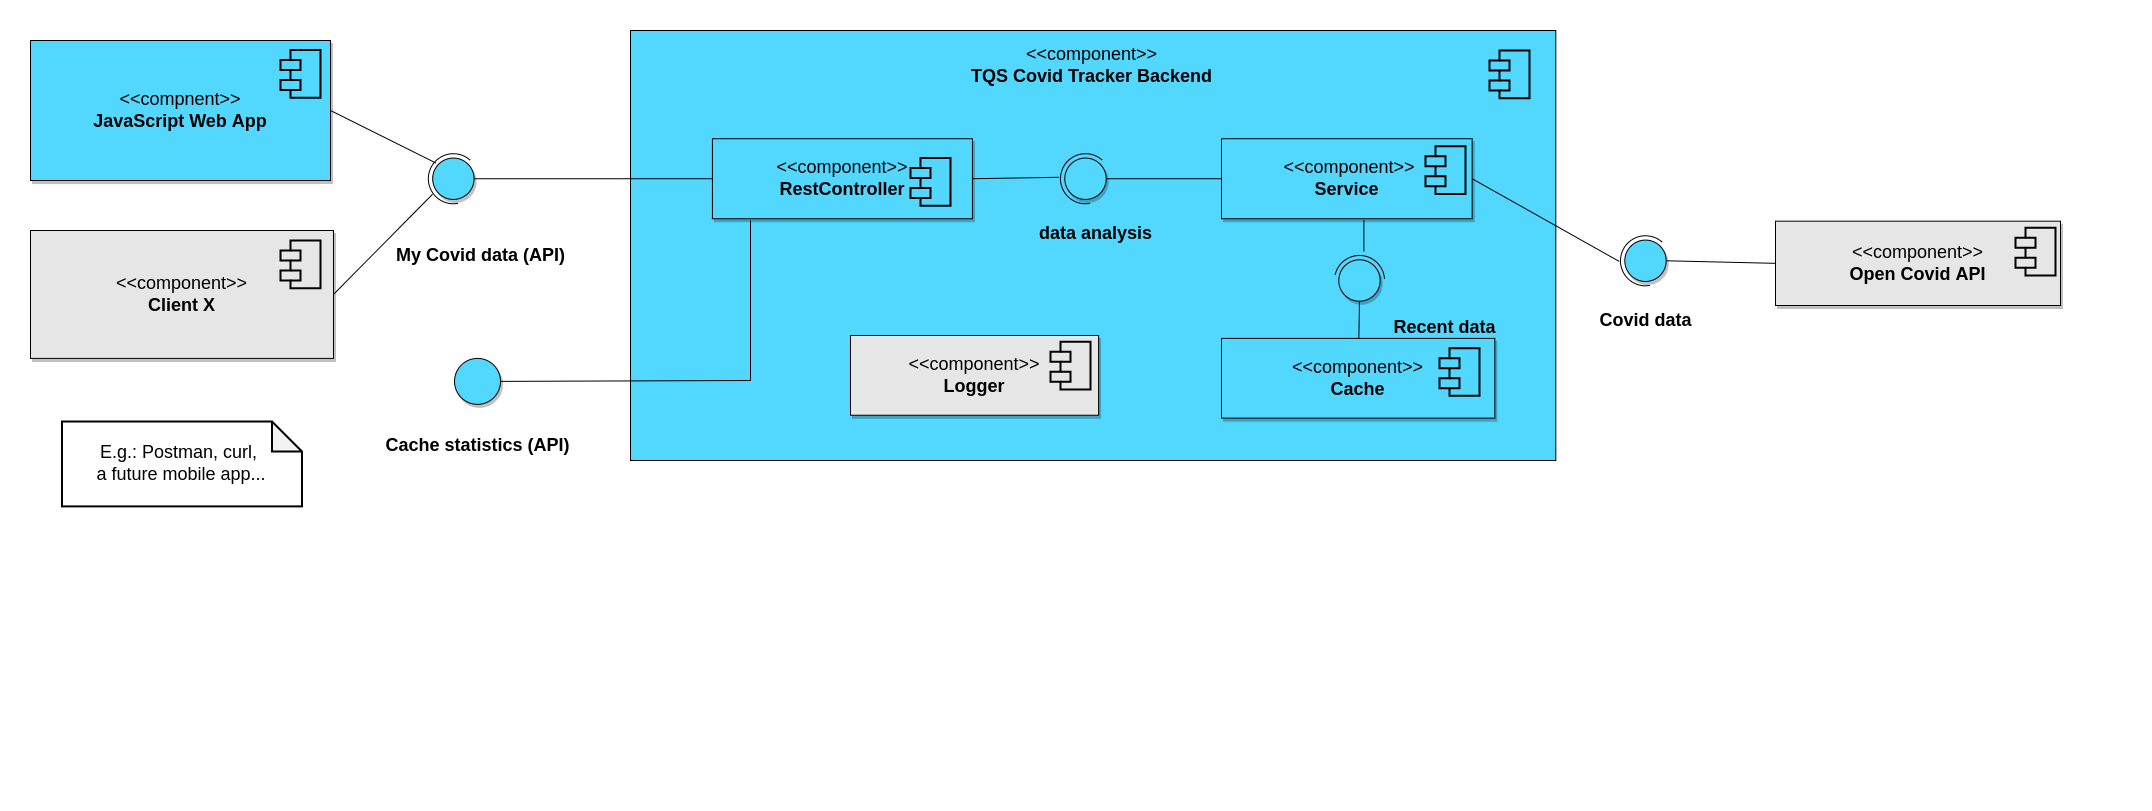 <<compnent>>
JavaScript Web App
<<component>>
Client X
E.g.: Postman, curl,
a future mobile app...
My Covid data (API)
Cache statistics (API)
<<component>>
TQS Covid Tracker Backend
<<component>>
RestController
data analysis
<<component>>
Service
Recent data
<<component>>
Logger
<<component>>
Cache
Covid data
<<component>>
Open Covid API